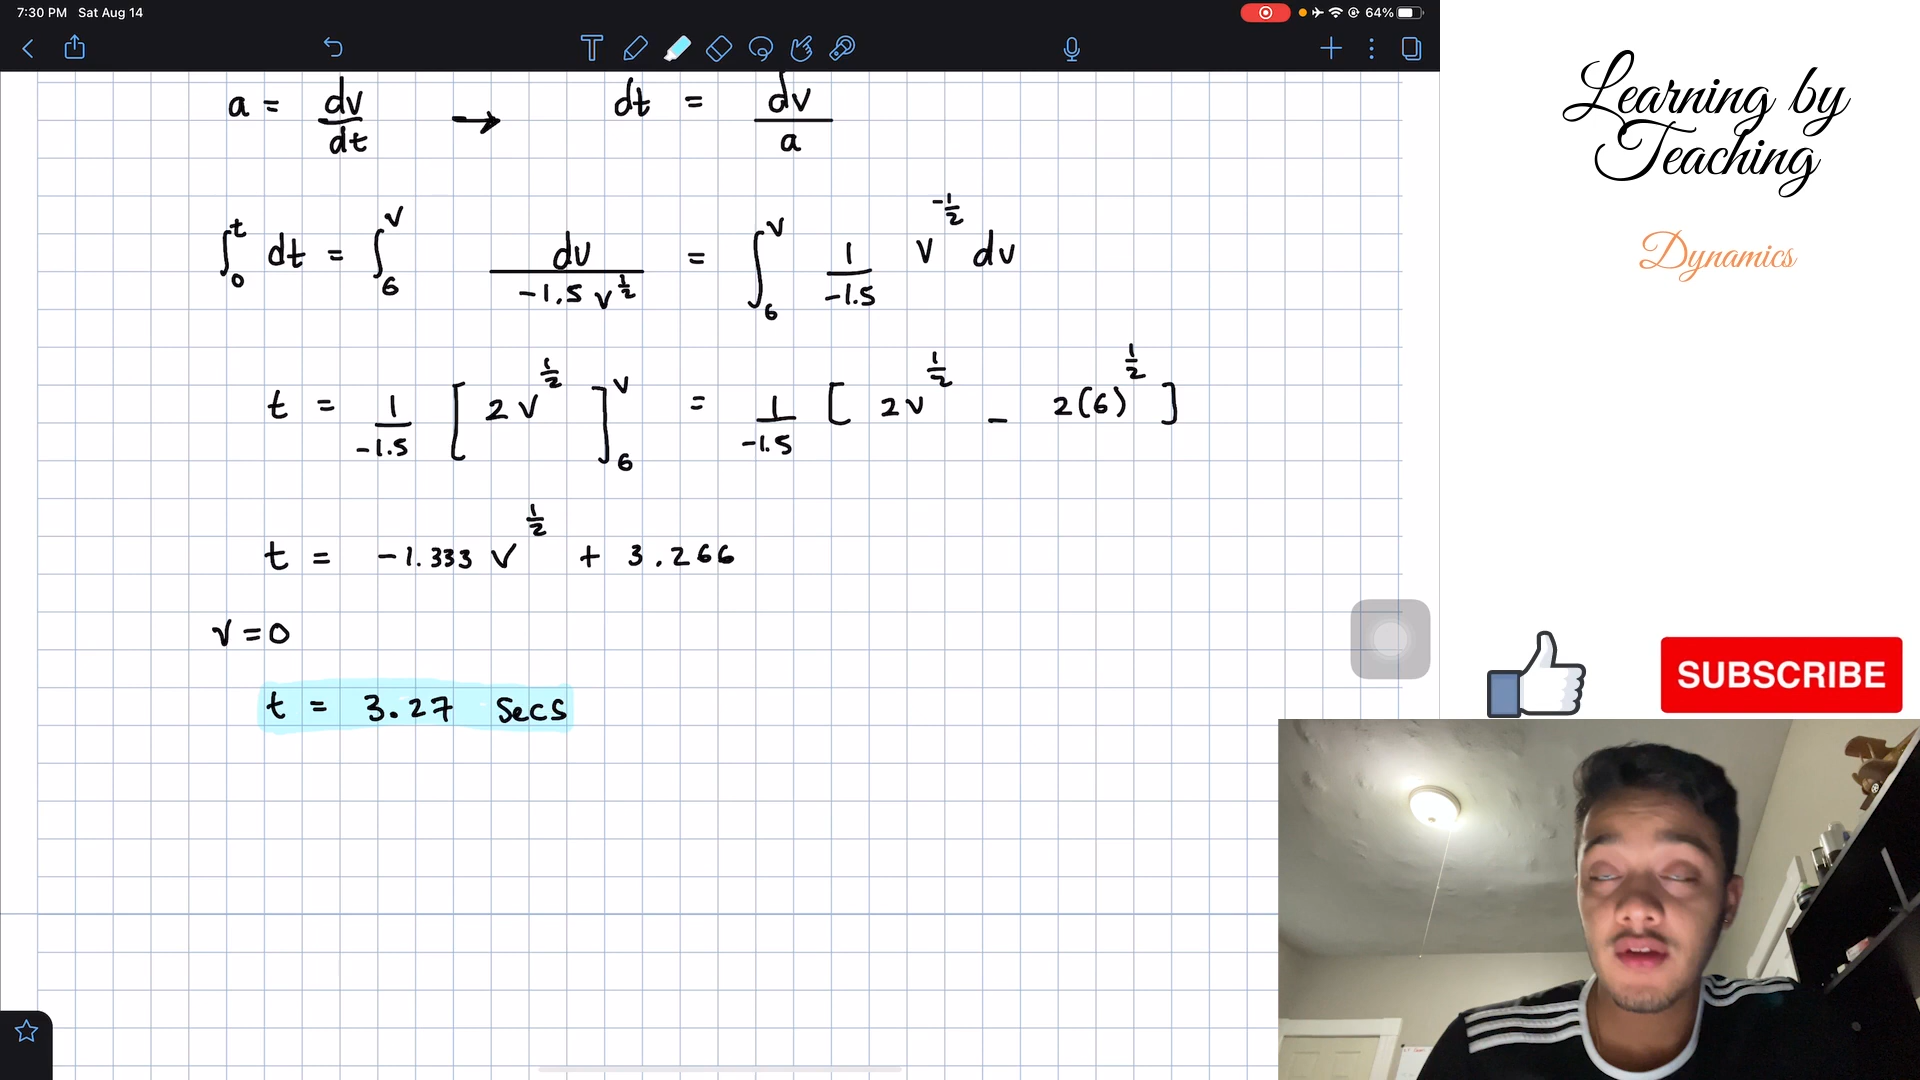 7:30 PM Sat Aug 14
64%
a = dv/dt → dt = dv/a
∫₀ᵗ dt = ∫₆ⱽ dv/(-1.5 v^(1/2)) = ∫₆ⱽ 1/(-1.5) v^(-1/2) dv
t = 1/(-1.5) [ 2v^(1/2) ]₆ⱽ = 1/(-1.5) [ 2v^(1/2) - 2(6)^(1/2) ]
t = -1.333 v^(1/2) + 3.266
v=0
t = 3.27 secs
Learning by
Teaching
Dynamics
SUBSCRIBE